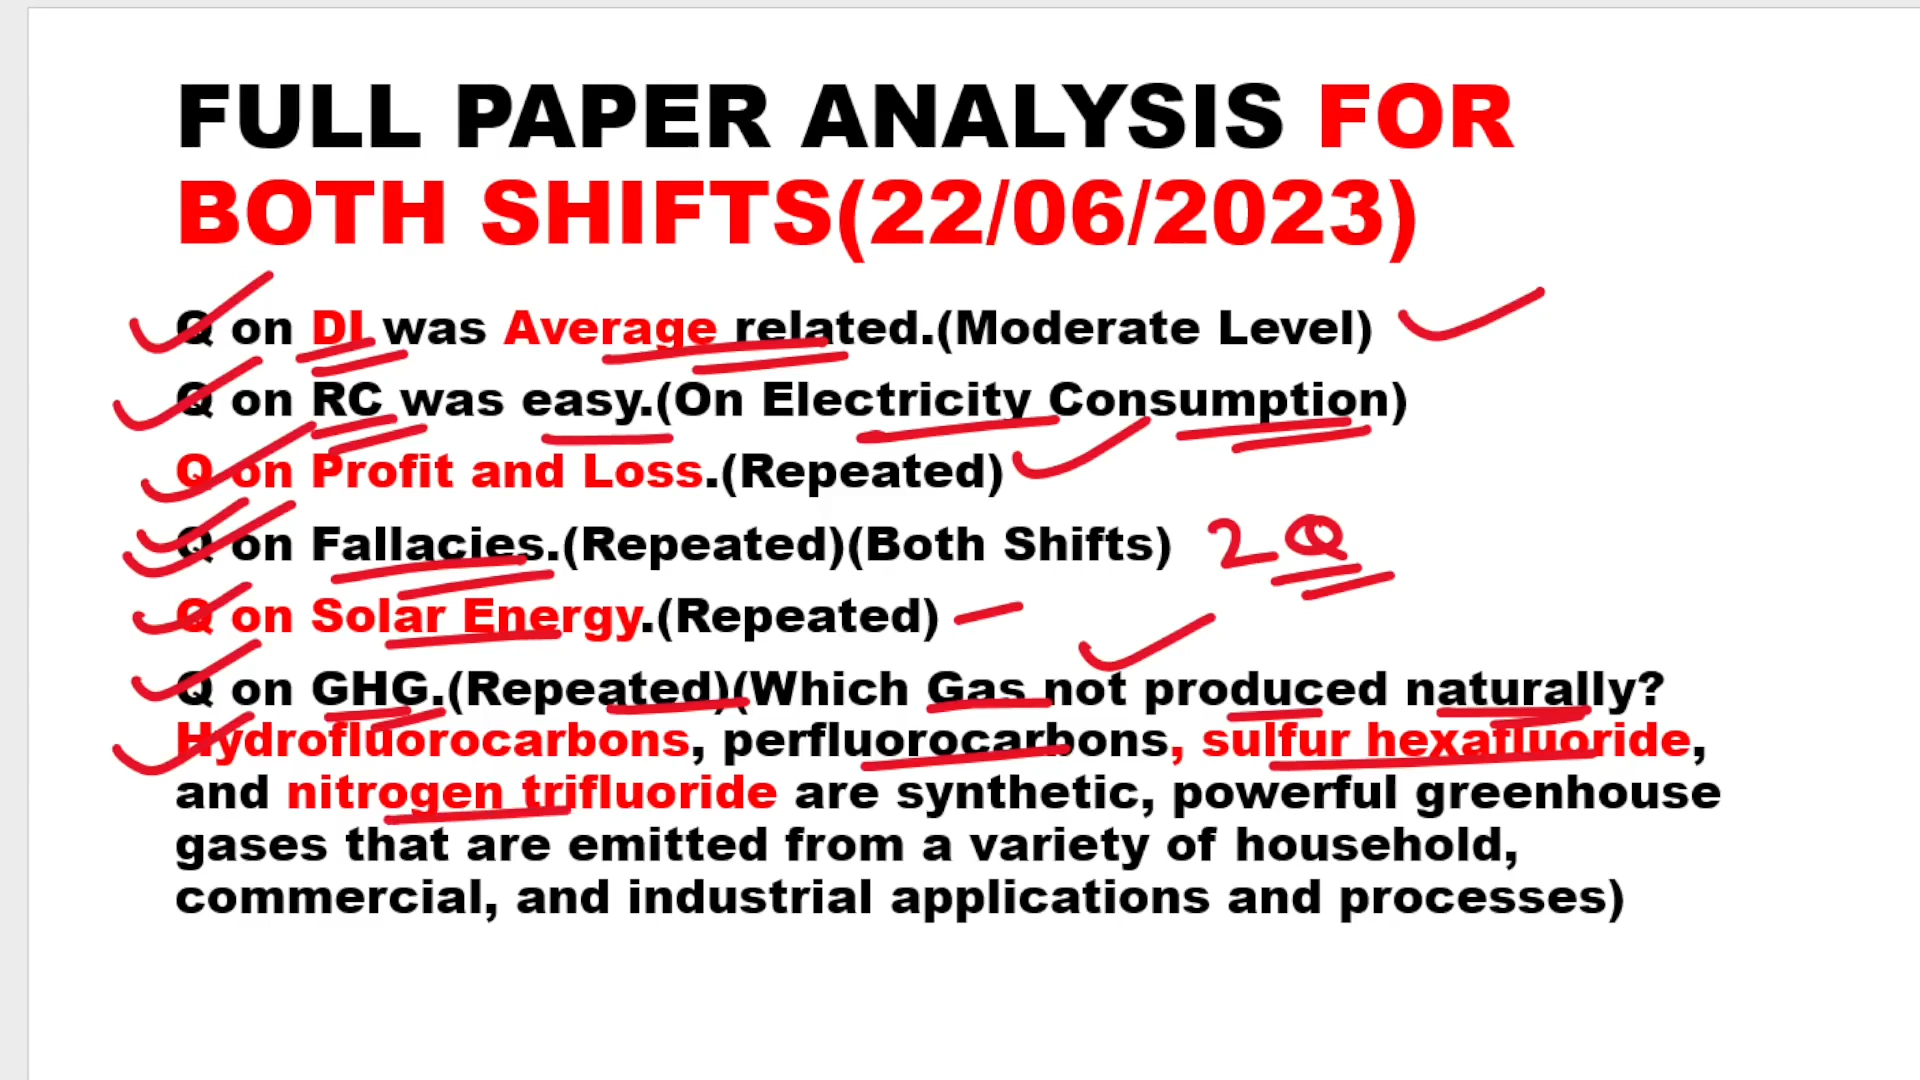 FULL PAPER ANALYSIS FOR
BOTH SHIFTS(22/06/2023)
Q on DI was Average related.(Moderate Level)
Q on RC was easy.(On Electricity Consumption)
Q on Profit and Loss.(Repeated)
Q on Fallacies.(Repeated)(Both Shifts) 2Q
Q on Solar Energy.(Repeated)
Q on GHG.(Repeated)(Which Gas not produced naturally?
Hydrofluorocarbons, perfluorocarbons, sulfur hexafluoride,
and nitrogen trifluoride are synthetic, powerful greenhouse
gases that are emitted from a variety of household,
commercial, and industrial applications and processes)